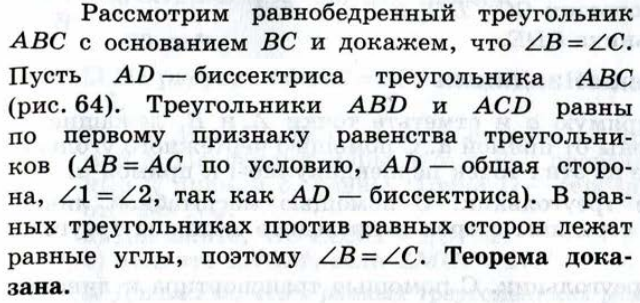 Рассмотрим равнобедренный треугольник
ABC с основанием BC и докажем, что ∠B=∠C.
Пусть AD — биссектриса треугольника ABC
(рис. 64). Треугольники ABD и ACD равны
по первому признаку равенства треугольни-
ков (AB=AC по условию, AD — общая сторо-
на, ∠1=∠2, так как AD — биссектриса). В рав-
ных треугольниках против равных сторон лежат
равные углы, поэтому ∠B=∠C. Теорема дока-
зана.